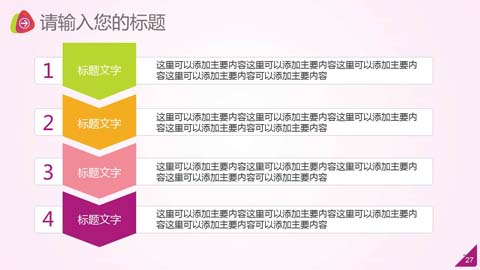 请输入您的标题
1
标题文字
这里可以添加主要内容这里可以添加主要内容这里可以添加主要内
容这里可以添加主要内容可以添加主要内容
2
标题文字
这里可以添加主要内容这里可以添加主要内容这里可以添加主要内
容这里可以添加主要内容可以添加主要内容
3
标题文字
这里可以添加主要内容这里可以添加主要内容这里可以添加主要内
容这里可以添加主要内容可以添加主要内容
4
标题文字
这里可以添加主要内容这里可以添加主要内容这里可以添加主要内
容这里可以添加主要内容可以添加主要内容
27